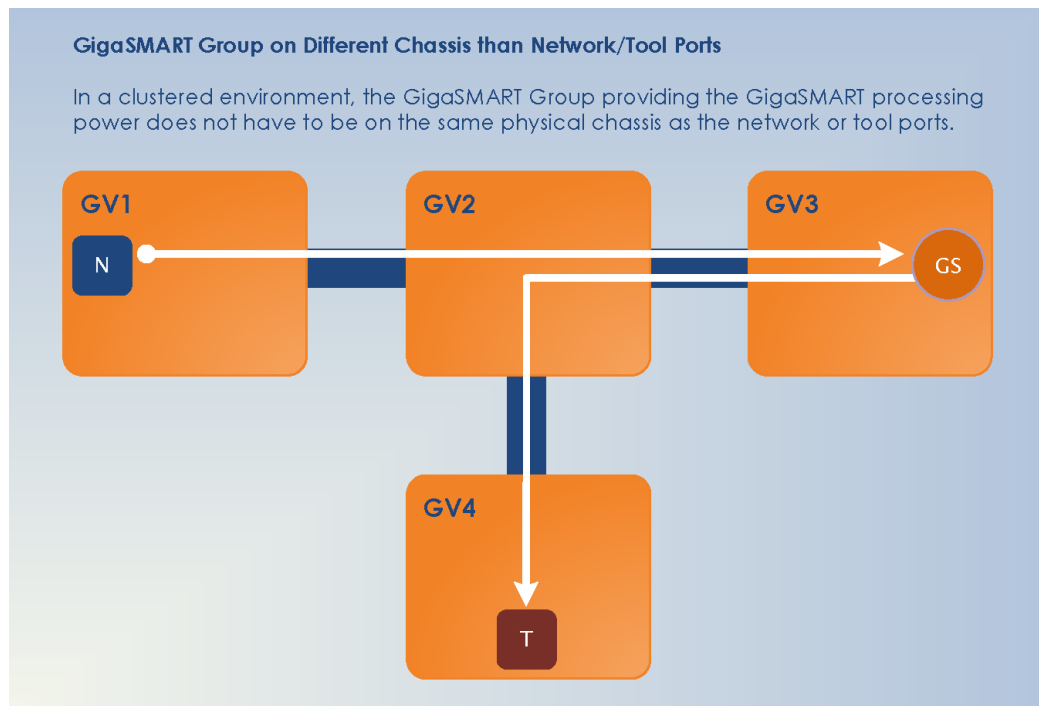 GigaSMART Group on Different Chassis than Network/Tool Ports
In a clustered environment, the GigaSMART Group providing the GigaSMART processing
power does not have to be on the same physical chassis as the network or tool ports.
GV1
GV2
GV3
N
GS
GV4
T